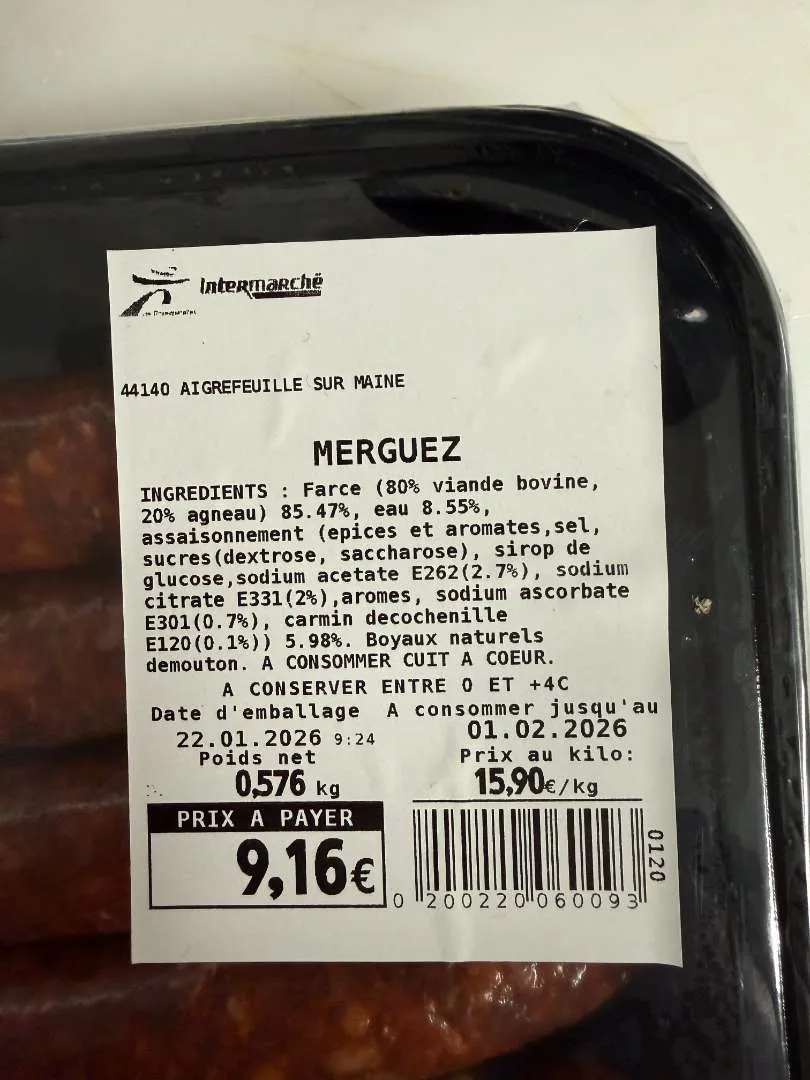 Intermarchë
44140 AIGREFEUILLE SUR MAINE
MERGUEZ
INGREDIENTS : Farce (80% viande bovine,
20% agneau) 85.47%, eau 8.55%,
assaisonnement (epices et aromates,sel,
sucres(dextrose, saccharose), sirop de
glucose,sodium acetate E262(2.7%), sodium
citrate E331(2%),aromes, sodium ascorbate
E301(0.7%), carmin decochenille
E120(0.1%)) 5.98%. Boyaux naturels
demouton. A CONSOMMER CUIT A COEUR.
A CONSERVER ENTRE 0 ET +4C
Date d'emballage A consommer jusqu'au
22.01.2026 9:24 01.02.2026
Poids net Prix au kilo:
0,576 kg 15,90€/kg
PRIX A PAYER
9,16€
0 200220 060093
0120